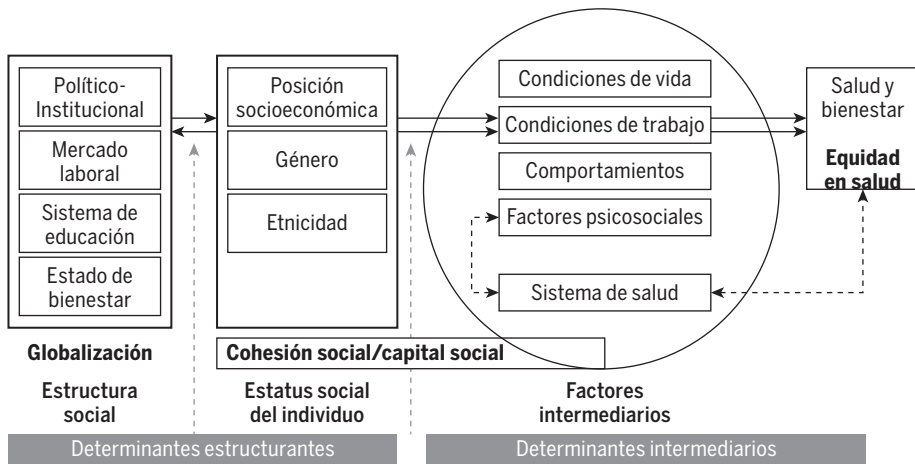 Político-
Institucional
Mercado
laboral
Sistema de
educación
Estado de
bienestar
Globalización
Estructura
social
Posición
socioeconómica
Género
Etnicidad
Cohesión social/capital social
Estatus social
del individuo
Condiciones de vida
Condiciones de trabajo
Comportamientos
Factores psicosociales
Sistema de salud
Factores
intermediarios
Salud y
bienestar
Equidad
en salud
Determinantes estructurantes
Determinantes intermediarios